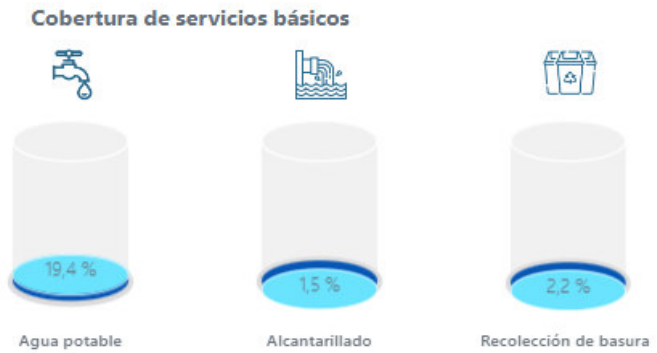 Cobertura de servicios básicos
19,4 %
1,5 %
2,2 %
Agua potable
Alcantarillado
Recolección de basura